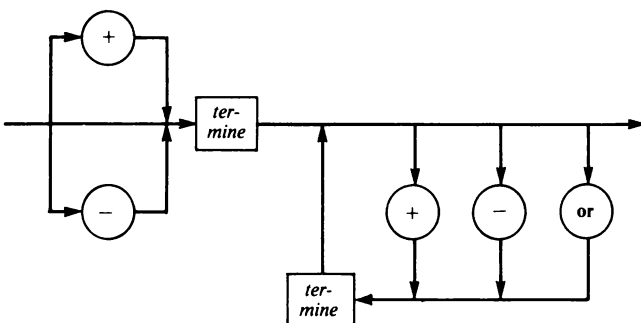 +
ter-
mine
−
+ − or
ter-
mine